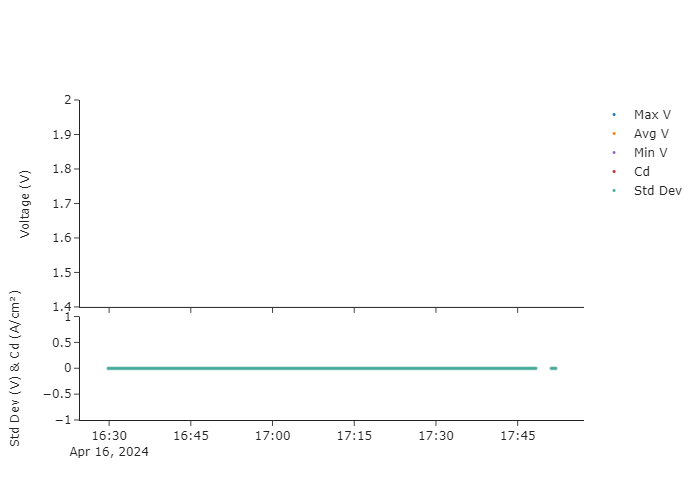 2
1.9
1.8
1.7
1.6
1.5
1.4
Voltage (V)
1
0.5
0
−0.5
−1
Std Dev (V) & Cd (A/cm²)
16:30
16:45
17:00
17:15
17:30
17:45
Apr 16, 2024
Max V
Avg V
Min V
Cd
Std Dev